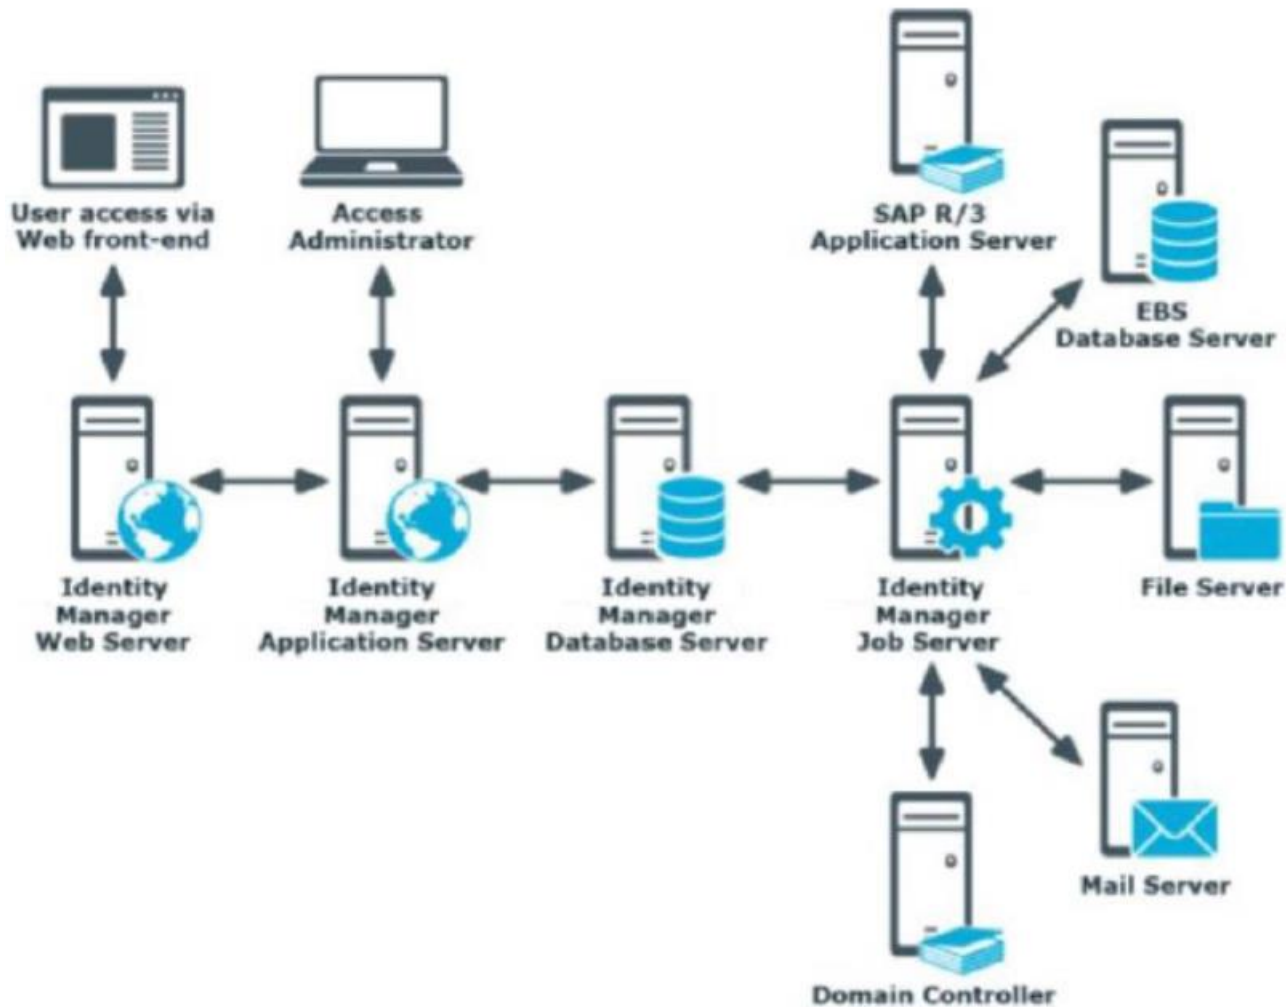 User access via
Web front-end
Access
Administrator
SAP R/3
Application Server
EBS
Database Server
Identity
Manager
Web Server
Identity
Manager
Application Server
Identity
Manager
Database Server
Identity
Manager
Job Server
File Server
Mail Server
Domain Controller